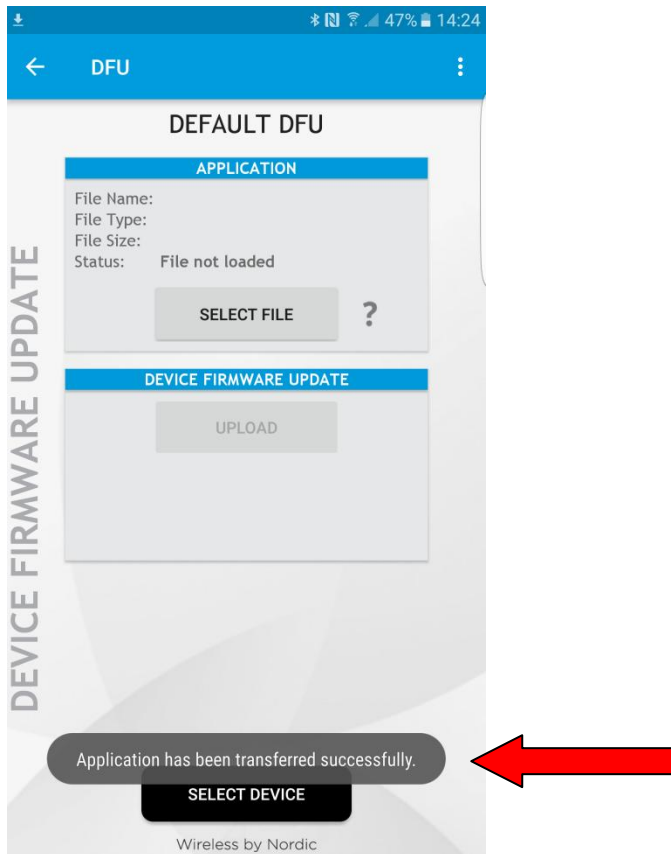 47% 14:24
DFU
DEFAULT DFU
APPLICATION
File Name:
File Type:
File Size:
Status: File not loaded
SELECT FILE ?
DEVICE FIRMWARE UPDATE
UPLOAD
DEVICE FIRMWARE UPDATE
Application has been transferred successfully.
SELECT DEVICE
Wireless by Nordic